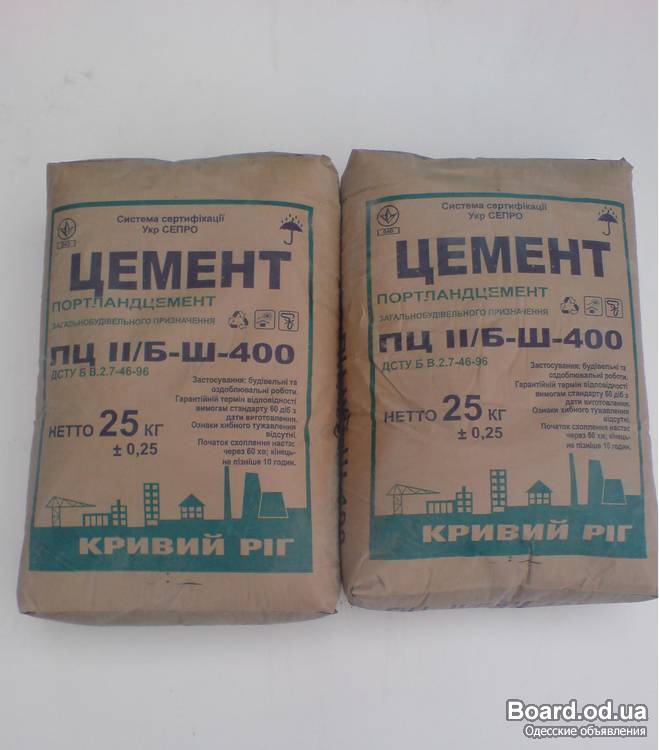 Система сертифікації
Укр СЕПРО
ЦЕМЕНТ
ПОРТЛАНДЦЕМЕНТ
ЗАГАЛЬНОБУДІВЕЛЬНОГО ПРИЗНАЧЕННЯ
ПЦ II/Б-Ш-400
ДСТУ Б В.2.7-46-96
Застосування: будівельні та
оздоблювальні роботи.
Гарантійній термін відповідності
вимогам стандарту 60 діб з
дати виготовлення.
Ознаки хибного тужавлення
відсутні.
Початок схоплення настає
через 60 хв; кінець-
не пізніше 10 годин.
НЕТТО 25 КГ
± 0,25
КРИВИЙ РІГ
Система сертифікації
Укр СЕПРО
ЦЕМЕНТ
ПОРТЛАНДЦЕМЕНТ
ЗАГАЛЬНОБУДІВЕЛЬНОГО ПРИЗНАЧЕННЯ
ПЦ II/Б-Ш-400
ДСТУ Б В.2.7-46-96
Застосування: будівельні та
оздоблювальні роботи.
Гарантійній термін відповідності
вимогам стандарту 60 діб з
дати виготовлення.
Ознаки хибного тужавлення
відсутні.
Початок схоплення настає
через 60 хв; кінець-
не пізніше 10 годин.
НЕТТО 25 КГ
± 0,25
КРИВИЙ РІГ
Board.od.ua
Одесские объявления